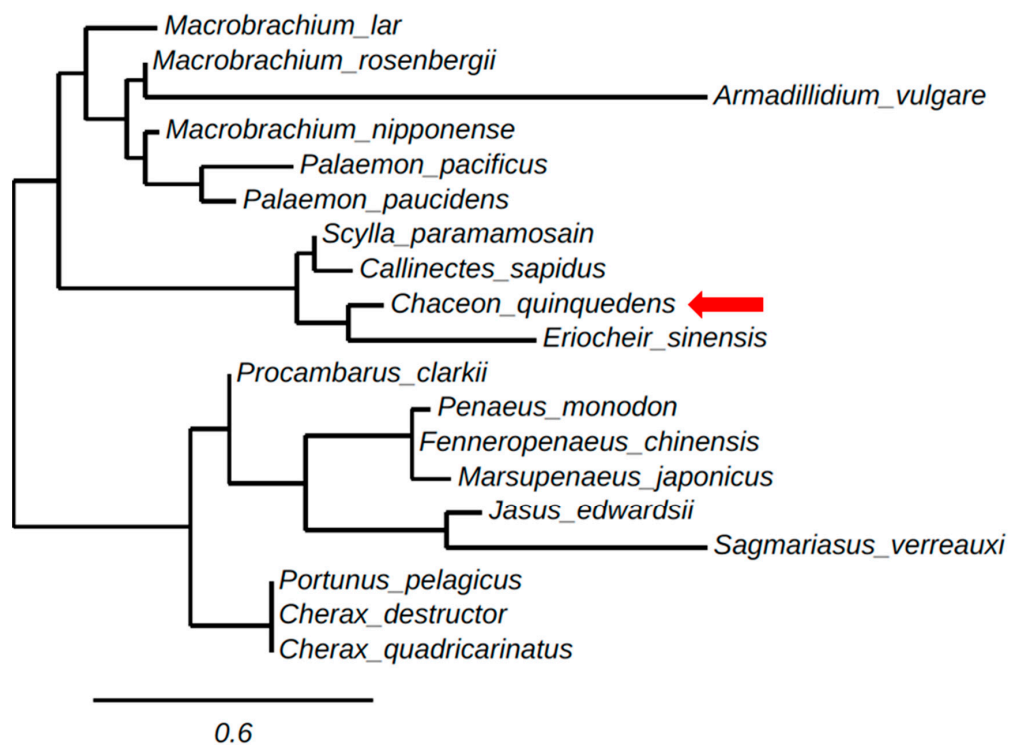 Macrobrachium_lar
Macrobrachium_rosenbergii
Armadillidium_vulgare
Macrobrachium_nipponense
Palaemon_pacificus
Palaemon_paucidens
Scylla_paramamosain
Callinectes_sapidus
Chaceon_quinquedens
Eriocheir_sinensis
Procambarus_clarkii
Penaeus_monodon
Fenneropenaeus_chinensis
Marsupenaeus_japonicus
Jasus_edwardsii
Sagmariasus_verreauxi
Portunus_pelagicus
Cherax_destructor
Cherax_quadricarinatus
0.6